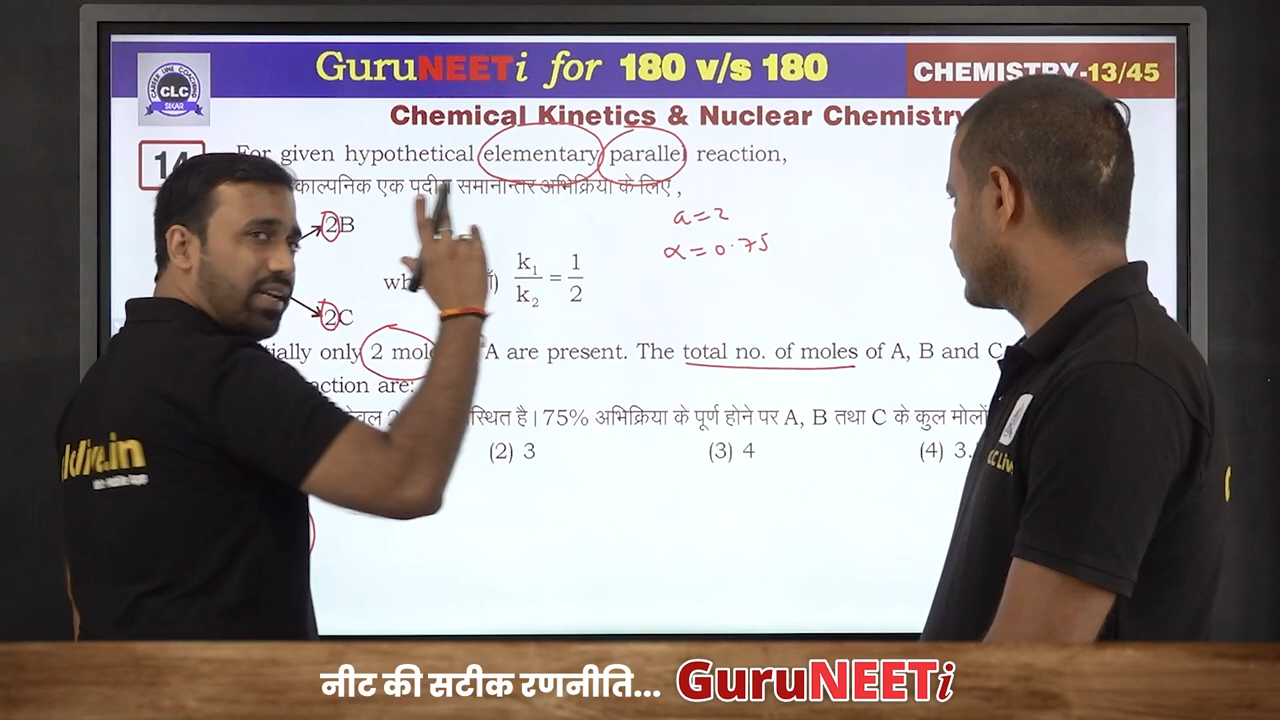 GuruNEETi for 180 v/s 180
CHEMISTRY-13/45
CLC
SIKAR
Chemical Kinetics & Nuclear Chemistry
14
For given hypothetical elementary parallel reaction,
काल्पनिक एक पदीय समानान्तर अभिक्रिया के लिए ,
2B
a = 2
α = 0.75
k₁/k₂ = 1/2
2C
only 2 mol A are present. The total no. of moles of A, B and C
are:
है। 75% अभिक्रिया के पूर्ण होने पर A, B तथा C के कुल मोलों
(2) 3
(3) 4
(4) 3.
नीट की सटीक रणनीति... GuruNEETi